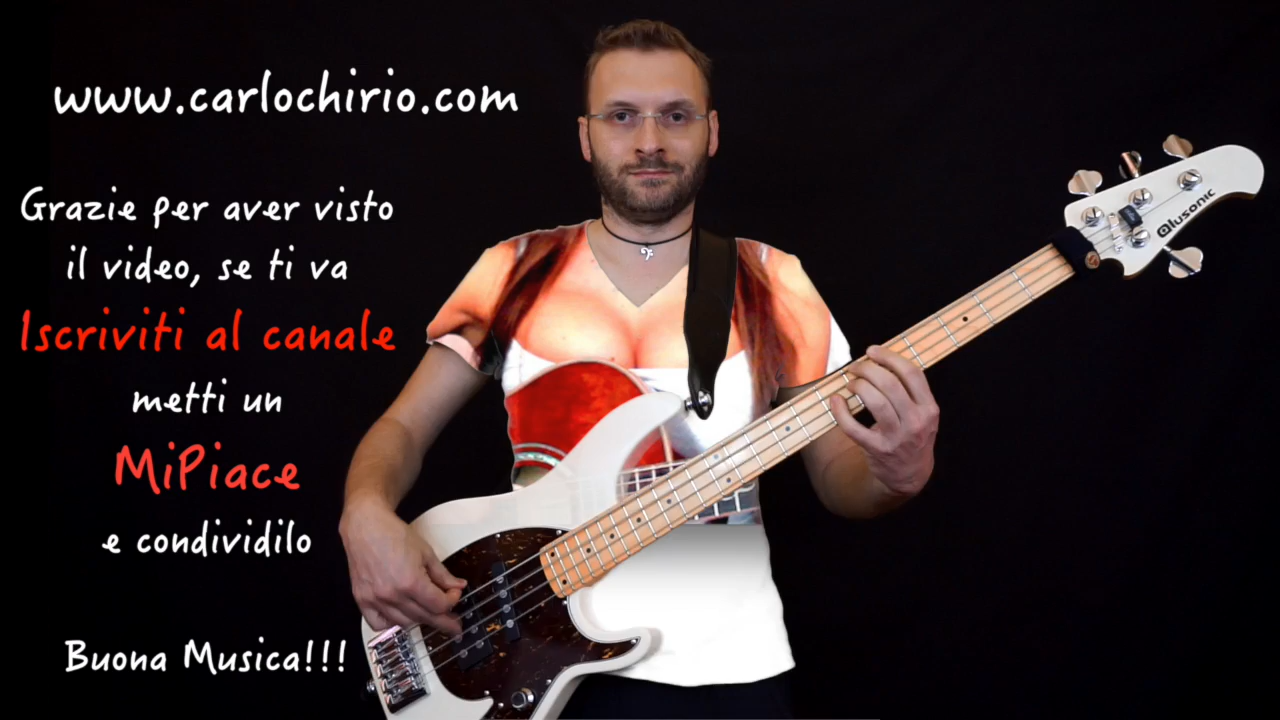 www.carlochirio.com
Grazie per aver visto
il video, se ti va
Iscriviti al canale
metti un
MiPiace
e condividilo
Buona Musica!!!
Olusonic